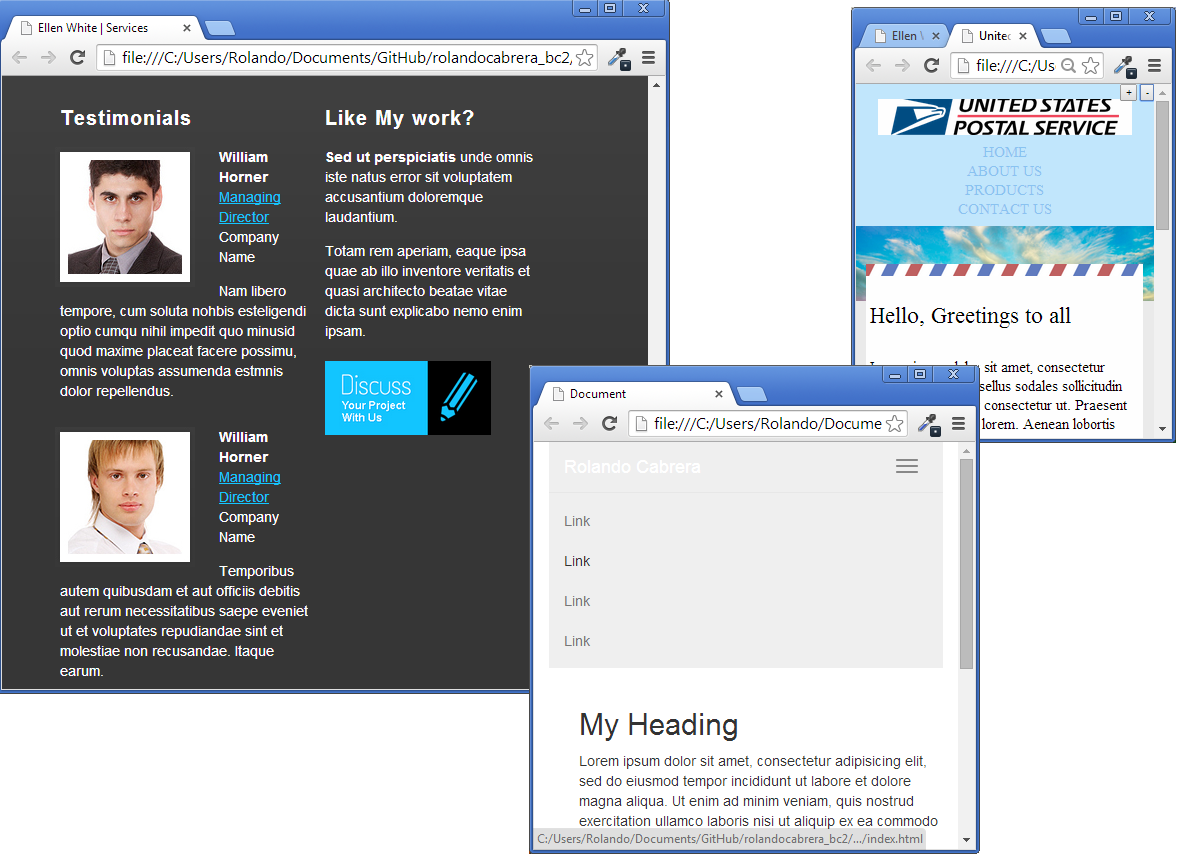 Ellen White | Services
file:///C:/Users/Rolando/Documents/GitHub/rolandocabrera_bc2,
Testimonials
William
Horner
Managing
Director
Company
Name
Nam libero
tempore, cum soluta nohbis esteligendi
optio cumqu nihil impedit quo minusid
quod maxime placeat facere possimu,
omnis voluptas assumenda estmnis
dolor repellendus.
William
Horner
Managing
Director
Company
Name
Temporibus
autem quibusdam et aut officiis debitis
aut rerum necessitatibus saepe eveniet
ut et voluptates repudiandae sint et
molestiae non recusandae. Itaque
earum.
Like My work?
Sed ut perspiciatis unde omnis
iste natus error sit voluptatem
accusantium doloremque
laudantium.
Totam rem aperiam, eaque ipsa
quae ab illo inventore veritatis et
quasi architecto beatae vitae
dicta sunt explicabo nemo enim
ipsam.
Discuss
Your Project
With Us
Ellen
Unitec
file:///C:/Us
+ -
UNITED STATES
POSTAL SERVICE
HOME
ABOUT US
PRODUCTS
CONTACT US
Hello, Greetings to all
sit amet, consectetur
sellus sodales sollicitudin
consectetur ut. Praesent
lorem. Aenean lobortis
Document
file:///C:/Users/Rolando/Docume
Rolando Cabrera
Link
Link
Link
Link
My Heading
Lorem ipsum dolor sit amet, consectetur adipisicing elit,
sed do eiusmod tempor incididunt ut labore et dolore
magna aliqua. Ut enim ad minim veniam, quis nostrud
exercitation ullamco laboris nisi ut aliquip ex ea commodo
C:/Users/Rolando/Documents/GitHub/rolandocabrera_bc2/.../index.html